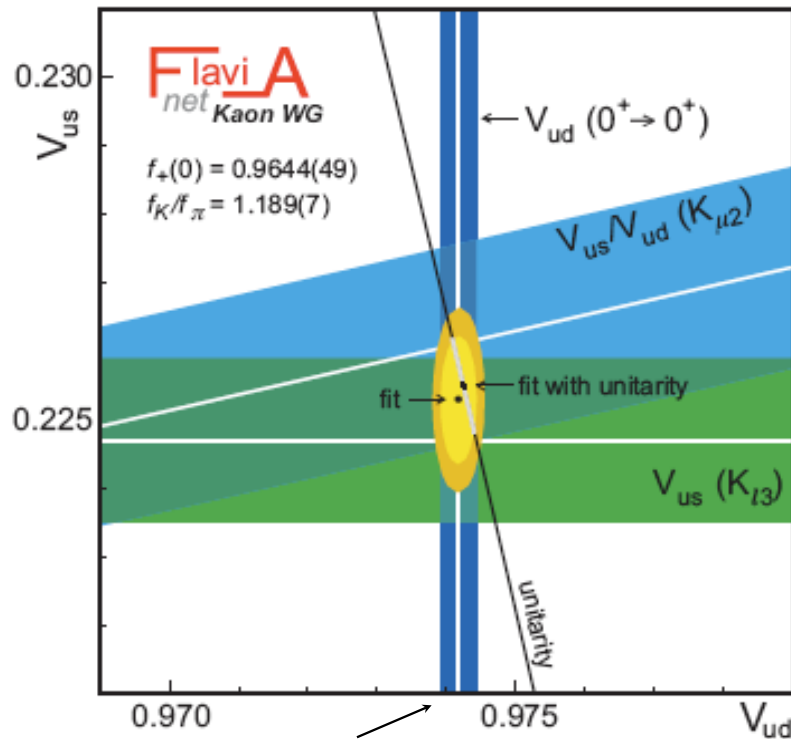 0.230
V_us
FlaviA
net Kaon WG
f_+(0) = 0.9644(49)
f_K/f_π = 1.189(7)
V_ud (0^+→0^+)
V_us/V_ud (K_μ2)
fit
fit with unitarity
0.225
V_us (K_l3)
unitarity
0.970
0.975
V_ud